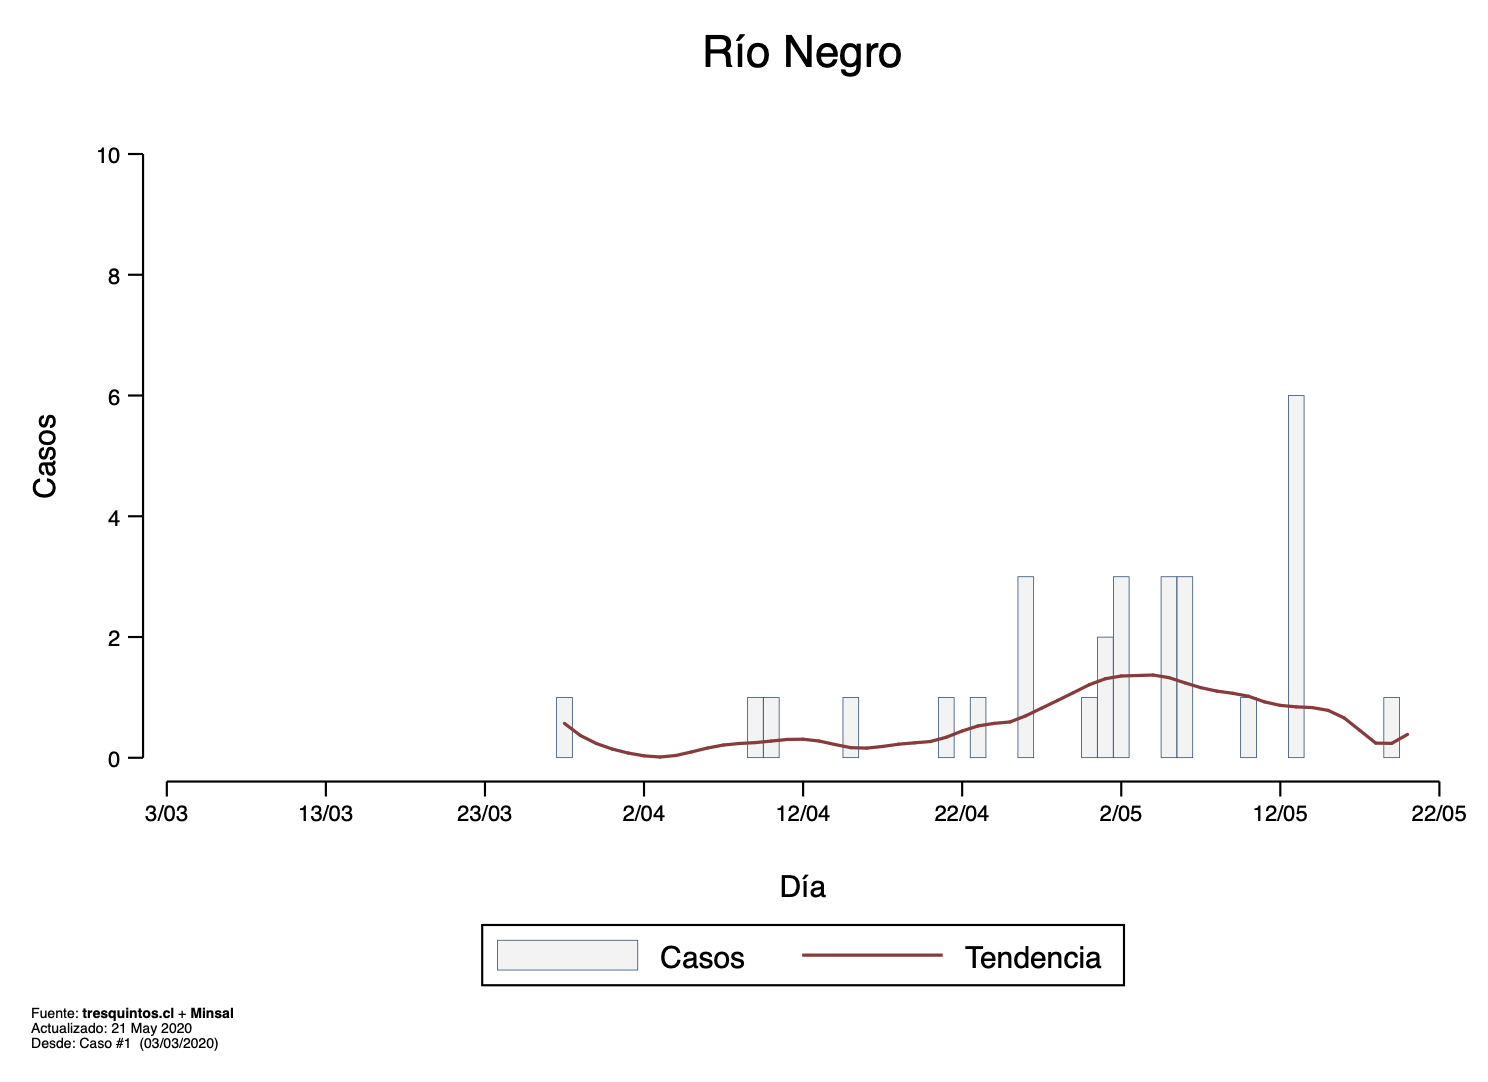 Río Negro
10
8
6
4
2
0
Casos
3/03 13/03 23/03 2/04 12/04 22/04 2/05 12/05 22/05
Día
Casos Tendencia
Fuente: tresquintos.cl + Minsal
Actualizado: 21 May 2020
Desde: Caso #1 (03/03/2020)